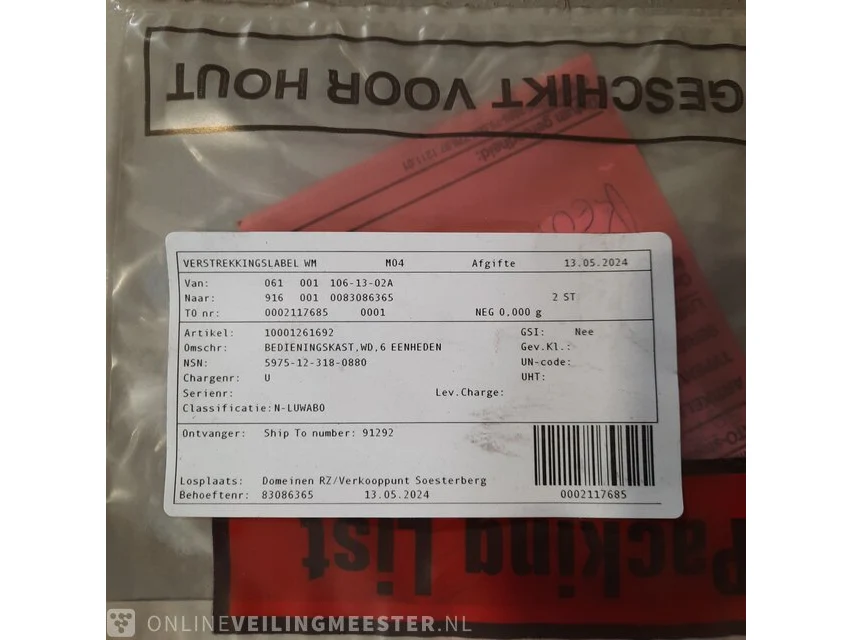 GESCHIKT VOOR HOUT
VERSTREKKINGSLABEL WM M04 Afgifte 13.05.2024
Van: 061 001 106-13-02A
Naar: 916 001 0083086365 2 ST
TO nr: 0002117685 0001 NEG 0,000 g
Artikel: 10001261692 GSI: Nee
Omschr: BEDIENINGSKAST,WD,6 EENHEDEN Gev.Kl.:
NSN: 5975-12-318-0880 UN-code:
Chargenr: U UHT:
Serienr: Lev.Charge:
Classificatie: N-LUWABO
Ontvanger: Ship To number: 91292
Losplaats: Domeinen RZ/Verkooppunt Soesterberg
Behoeftenr: 83086365 13.05.2024 0002117685
Packing List
ONLINEVEILINGMEESTER.NL